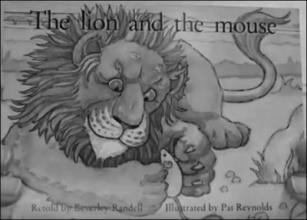 The lion and the mouse
Retold by Beverley Randell Illustrated by Pat Reynolds